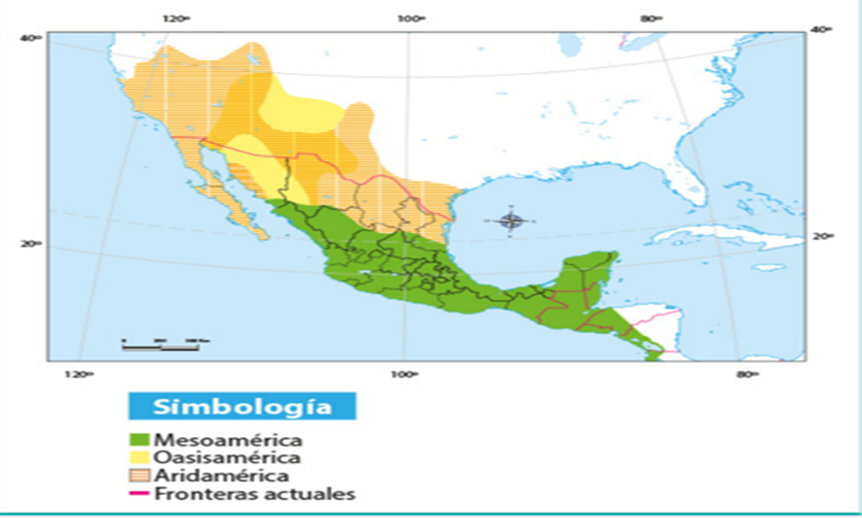 120°
100°
80°
40°
40°
20°
20°
120°
100°
80°
Simbología
Mesoamérica
Oasisamérica
Aridamérica
Fronteras actuales